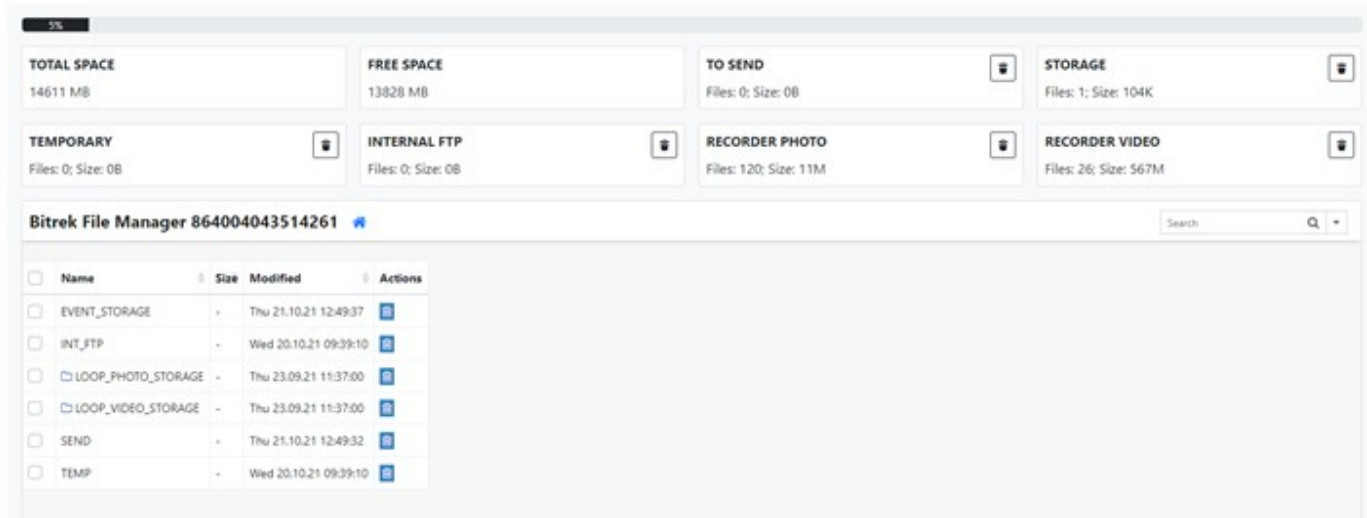 5%
TOTAL SPACE
14611 MB
FREE SPACE
13828 MB
TO SEND
Files: 0; Size: 0B
STORAGE
Files: 1; Size: 104K
TEMPORARY
Files: 0; Size: 0B
INTERNAL FTP
Files: 0; Size: 0B
RECORDER PHOTO
Files: 120; Size: 11M
RECORDER VIDEO
Files: 26; Size: 567M
Bitrek File Manager 864004043514261
Search
Name Size Modified Actions
EVENT_STORAGE - Thu 21.10.21 12:49:37
INT_FTP - Wed 20.10.21 09:39:10
LOOP_PHOTO_STORAGE - Thu 23.09.21 11:37:00
LOOP_VIDEO_STORAGE - Thu 23.09.21 11:37:00
SEND - Thu 21.10.21 12:49:32
TEMP - Wed 20.10.21 09:39:10